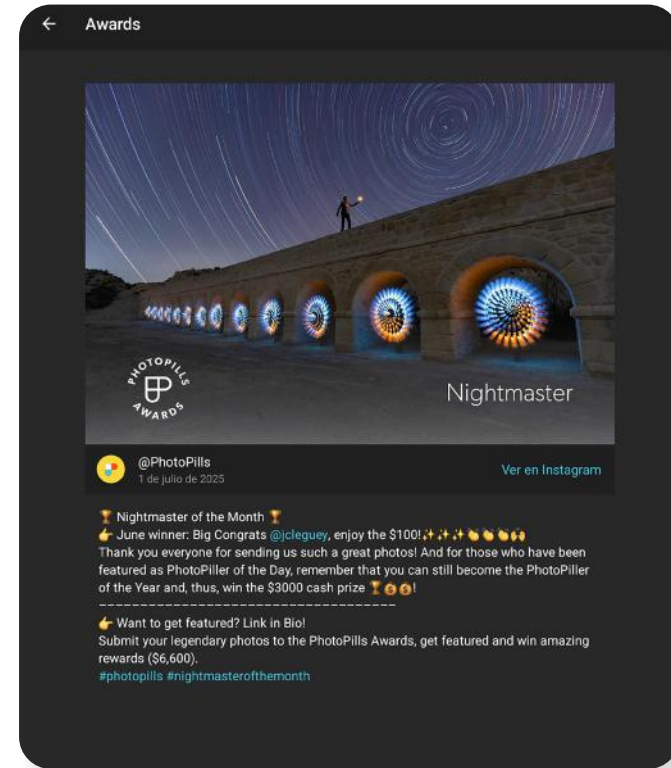 ← Awards
PHOTOPILLS
AWARDS
Nightmaster
@PhotoPills
1 de julio de 2025
Ver en Instagram
🏆 Nightmaster of the Month 🏆
👉 June winner: Big Congrats @jcleguey, enjoy the $100!✨✨✨👏👏👏🙌
Thank you everyone for sending us such a great photos! And for those who have been
featured as PhotoPiller of the Day, remember that you can still become the PhotoPiller
of the Year and, thus, win the $3000 cash prize 🏆💰💰!
____________________________________
👉 Want to get featured? Link in Bio!
Submit your legendary photos to the PhotoPills Awards, get featured and win amazing
rewards ($6,600).
#photopills #nightmasterofthemonth